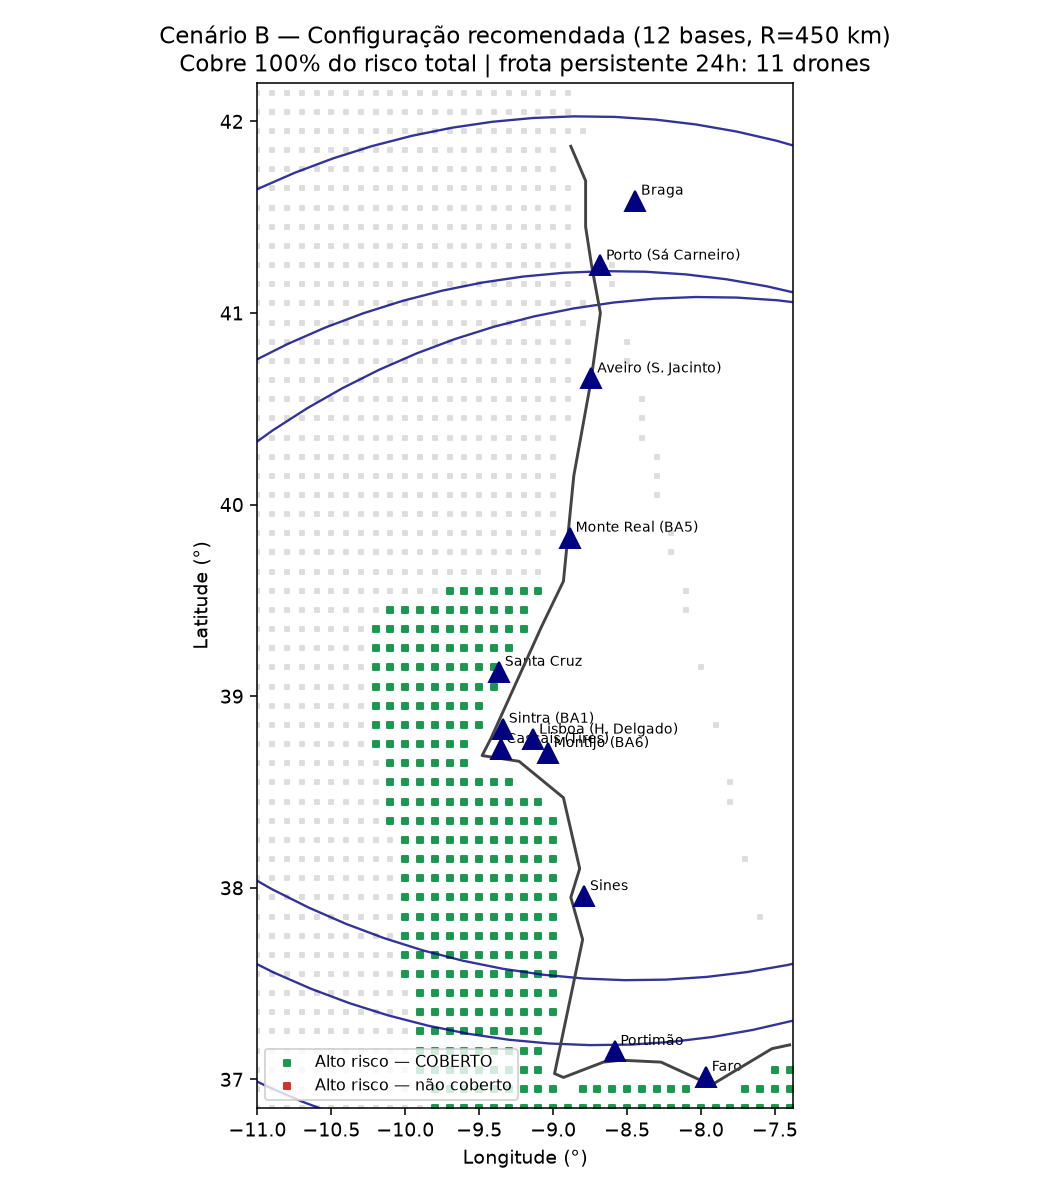 Cenário B — Configuração recomendada (12 bases, R=450 km)
Cobre 100% do risco total | frota persistente 24h: 11 drones
42
41
40
39
38
37
Latitude (°)
Braga
Porto (Sá Carneiro)
Aveiro (S. Jacinto)
Monte Real (BA5)
Santa Cruz
Sintra (BA1)
Lisboa (H. Delgado)
Cascais (Tires)
Montijo (BA6)
Sines
Portimão
Faro
Alto risco — COBERTO
Alto risco — não coberto
−11.0 −10.5 −10.0 −9.5 −9.0 −8.5 −8.0 −7.5
Longitude (°)